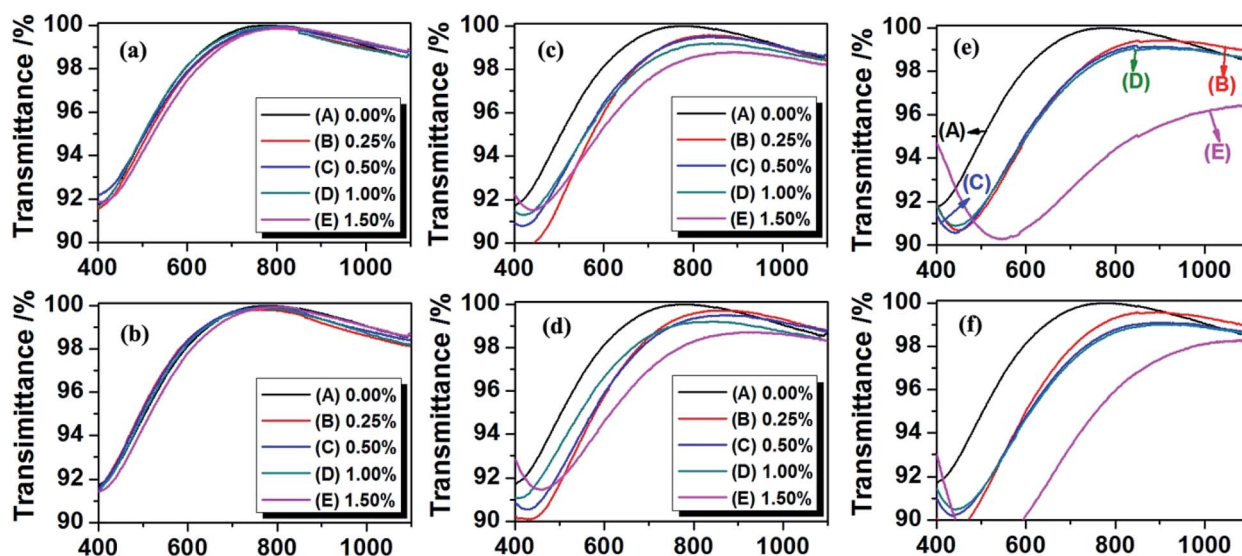 Transmittance /%
100
98
96
94
92
90
(a)
(A) 0.00%
(B) 0.25%
(C) 0.50%
(D) 1.00%
(E) 1.50%
400 600 800 1000
Transmittance /%
100
98
96
94
92
90
(c)
(A) 0.00%
(B) 0.25%
(C) 0.50%
(D) 1.00%
(E) 1.50%
400 600 800 1000
Transmittance /%
100
98
96
94
92
90
(e)
(A)
(B)
(C)
(D)
(E)
400 600 800 1000
Transimittance /%
100
98
96
94
92
90
(b)
(A) 0.00%
(B) 0.25%
(C) 0.50%
(D) 1.00%
(E) 1.50%
400 600 800 1000
Transmittance /%
100
98
96
94
92
90
(d)
(A) 0.00%
(B) 0.25%
(C) 0.50%
(D) 1.00%
(E) 1.50%
400 600 800 1000
Transmittance /%
100
98
96
94
92
90
(f)
400 600 800 1000